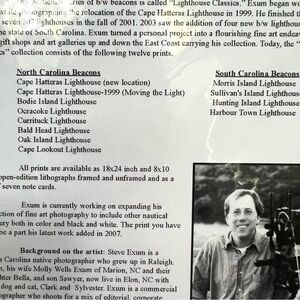 ries of b/w prints is called "Lighthouse Classics." Exum began wo
photographing the relocation of the Cape Hatteras Lighthouse in 1999. He finished t
lighthouses in the fall of 2001. 2003 saw the addition of four new b/w lighthous
he state of South Carolina. Exum turned a personal project into a flourishing fine art endeav
gift shops and art galleries up and down the East Coast carrying his collection. Today, the "
s" collection consists of the following twelve prints.
North Carolina Beacons
Cape Hatteras Lighthouse (new location)
Cape Hatteras Lighthouse-1999 (Moving the Light)
Bodie Island Lighthouse
Ocracoke Lighthouse
Currituck Lighthouse
Bald Head Lighthouse
Oak Island Lighthouse
Cape Lookout Lighthouse
South Carolina Beacons
Morris Island Lighthouse
Sullivan's Island Lighthous
Hunting Island Lighthouse
Harbour Town Lighthouse
All prints are available as 18x24 inch and 8x10
open-edition lithographs framed and unframed and as a
f seven note cards.
Exum is currently working on expanding his
ction of fine art photography to include other nautical
ery both in color and black and white. The print you have
be a part his latest work added in 2007.
Background on the artist: Steve Exum is a
h Carolina native photographer who grew up in Raleigh.
n, his wife Molly Wells Exum of Marion, NC and their
hter Bella, and son Sawyer, now live in Elon, NC with
dog and cat, Clark and Sylvester. Exum is a commercial
ographer who shoots for a mix of editorial, corporate